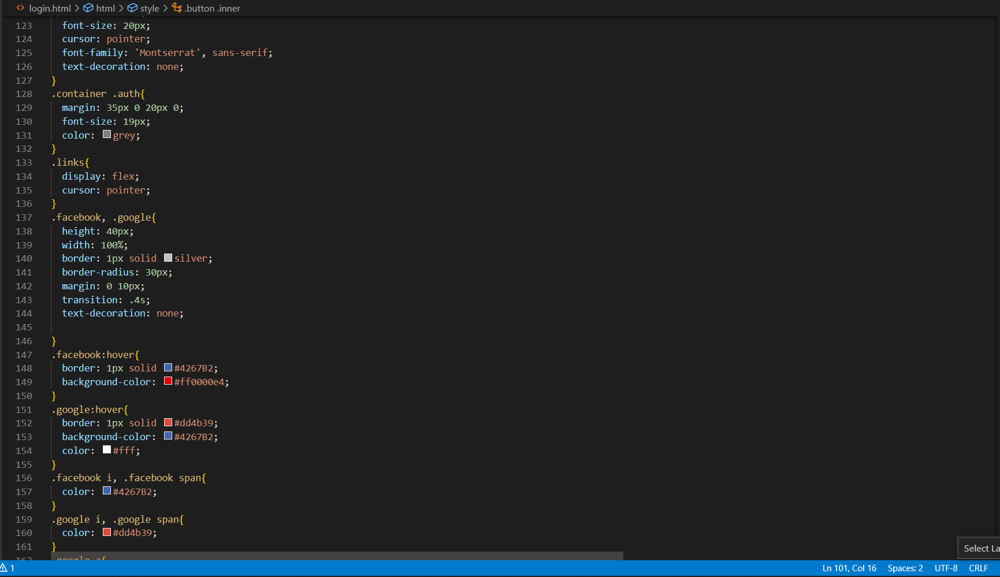 login.html > html > style > .button .inner
123 font-size: 20px;
124 cursor: pointer;
125 font-family: 'Montserrat', sans-serif;
126 text-decoration: none;
127 }
128 .container .auth{
129 margin: 35px 0 20px 0;
130 font-size: 19px;
131 color: grey;
132 }
133 .links{
134 display: flex;
135 cursor: pointer;
136 }
137 .facebook, .google{
138 height: 40px;
139 width: 100%;
140 border: 1px solid silver;
141 border-radius: 30px;
142 margin: 0 10px;
143 transition: .4s;
144 text-decoration: none;
145
146 }
147 .facebook:hover{
148 border: 1px solid #4267B2;
149 background-color: #ff0000e4;
150 }
151 .google:hover{
152 border: 1px solid #dd4b39;
153 background-color: #4267B2;
154 color: #fff;
155 }
156 .facebook i, .facebook span{
157 color: #4267B2;
158 }
159 .google i, .google span{
160 color: #dd4b39;
161 }
162 .google a{
Select La
1 Ln 101, Col 16 Spaces: 2 UTF-8 CRLF